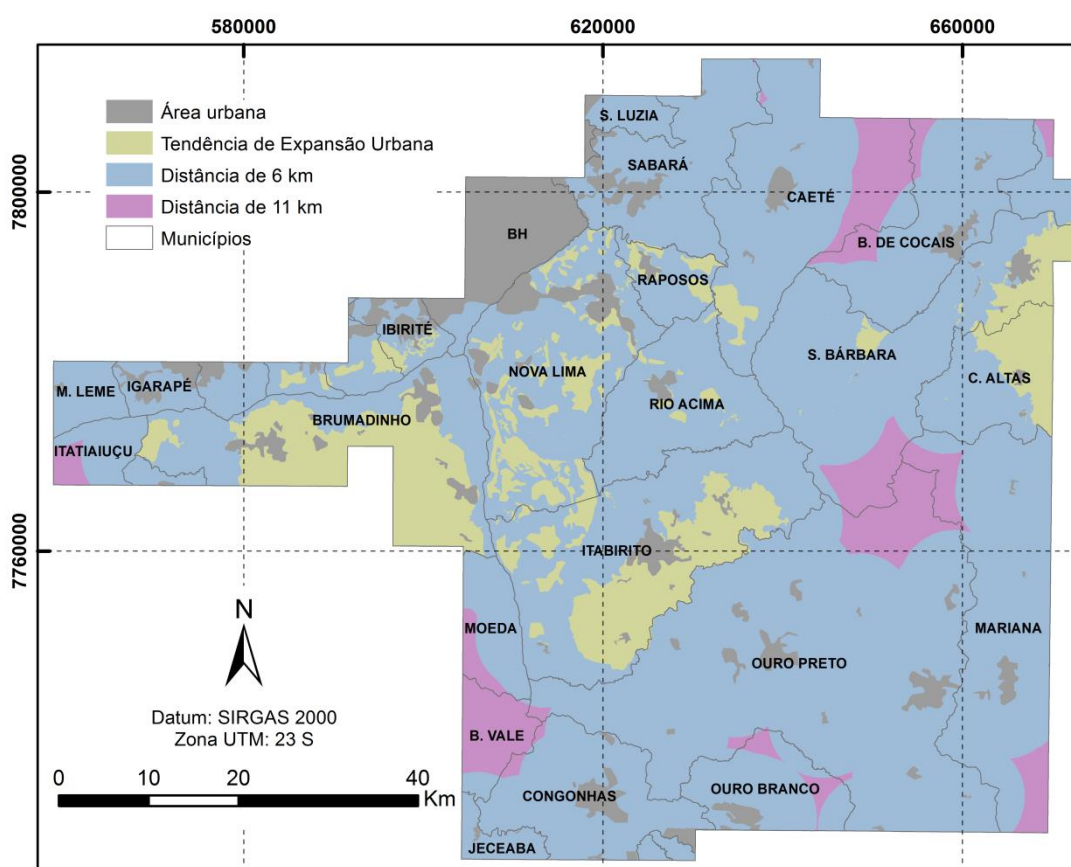 580000
620000
660000
Área urbana
Tendência de Expansão Urbana
Distância de 6 km
Distância de 11 km
Municípios
7800000
7760000
S. LUZIA
SABARÁ
CAETÉ
BH
B. DE COCAIS
RAPOSOS
IBIRITÉ
S. BÁRBARA
NOVA LIMA
C. ALTAS
M. LEME
IGARAPÉ
RIO ACIMA
BRUMADINHO
ITATIAIUÇU
ITABIRITO
MOEDA
MARIANA
OURO PRETO
B. VALE
OURO BRANCO
CONGONHAS
JECEABA
N
Datum: SIRGAS 2000
Zona UTM: 23 S
0 10 20 40
Km